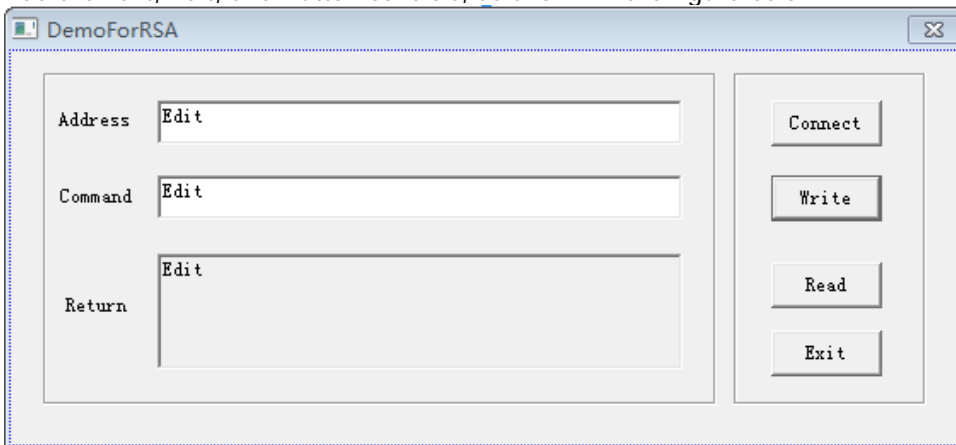 DemoForRSA
Address Edit Connect
Command Edit Write
Edit
Return Read
Exit